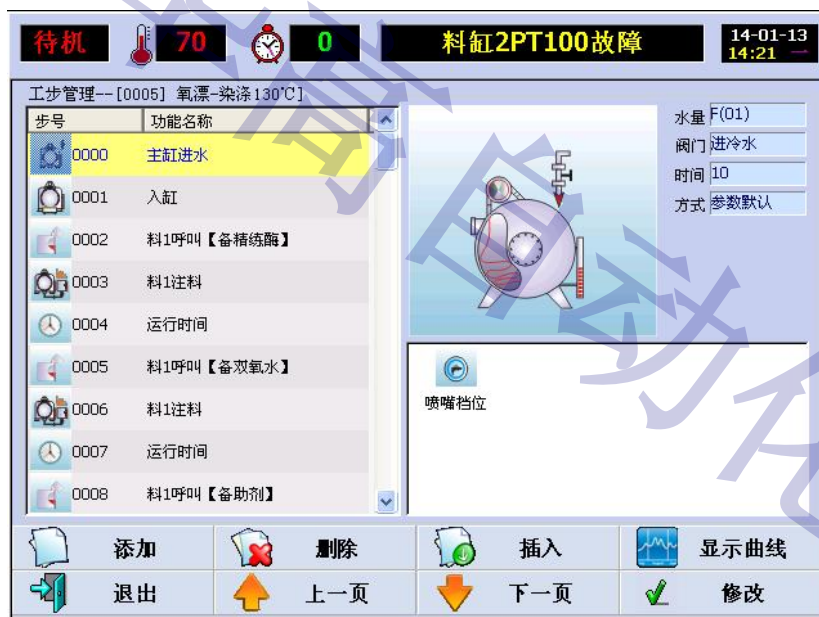 待机 70 0 料缸2PT100故障 14-01-13
14:21 一
工步管理--[0005] 氧漂-染涤130℃]
步号 功能名称
0000 主缸进水
0001 入缸
0002 料1呼叫【备精练酶】
0003 料1注料
0004 运行时间
0005 料1呼叫【备双氧水】
0006 料1注料
0007 运行时间
0008 料1呼叫【备助剂】
水量 F(01)
阀门 进冷水
时间 10
方式 参数默认
喷嘴档位
添加 删除 插入 显示曲线
退出 上一页 下一页 修改
高自动化